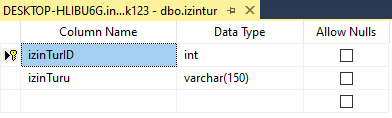 DESKTOP-HLIBU6G.in...k123 - dbo.izintur
Column Name Data Type Allow Nulls
izinTurID int
izinTuru varchar(150)